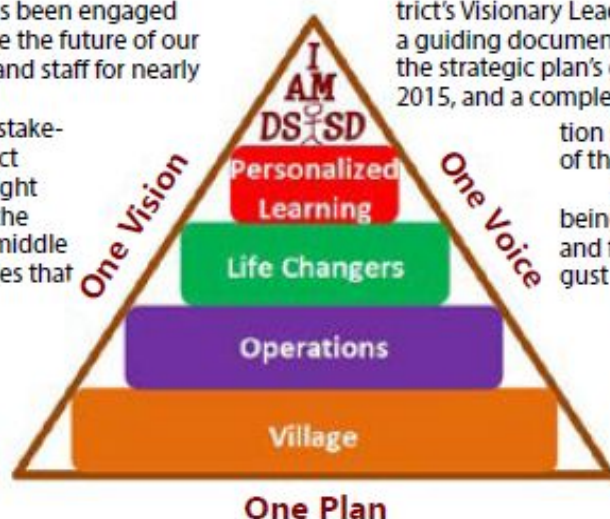 s been engaged
e the future of our
and staff for nearly
stake-
ct
ght
he
middle
es that
trict's Visionary Lea
a guiding documen
the strategic plan's
2015, and a comple
tion
of th
bein
and
gust
I
AM
DSSD
Personalized
Learning
Life Changers
Operations
Village
One Vision
One Voice
One Plan